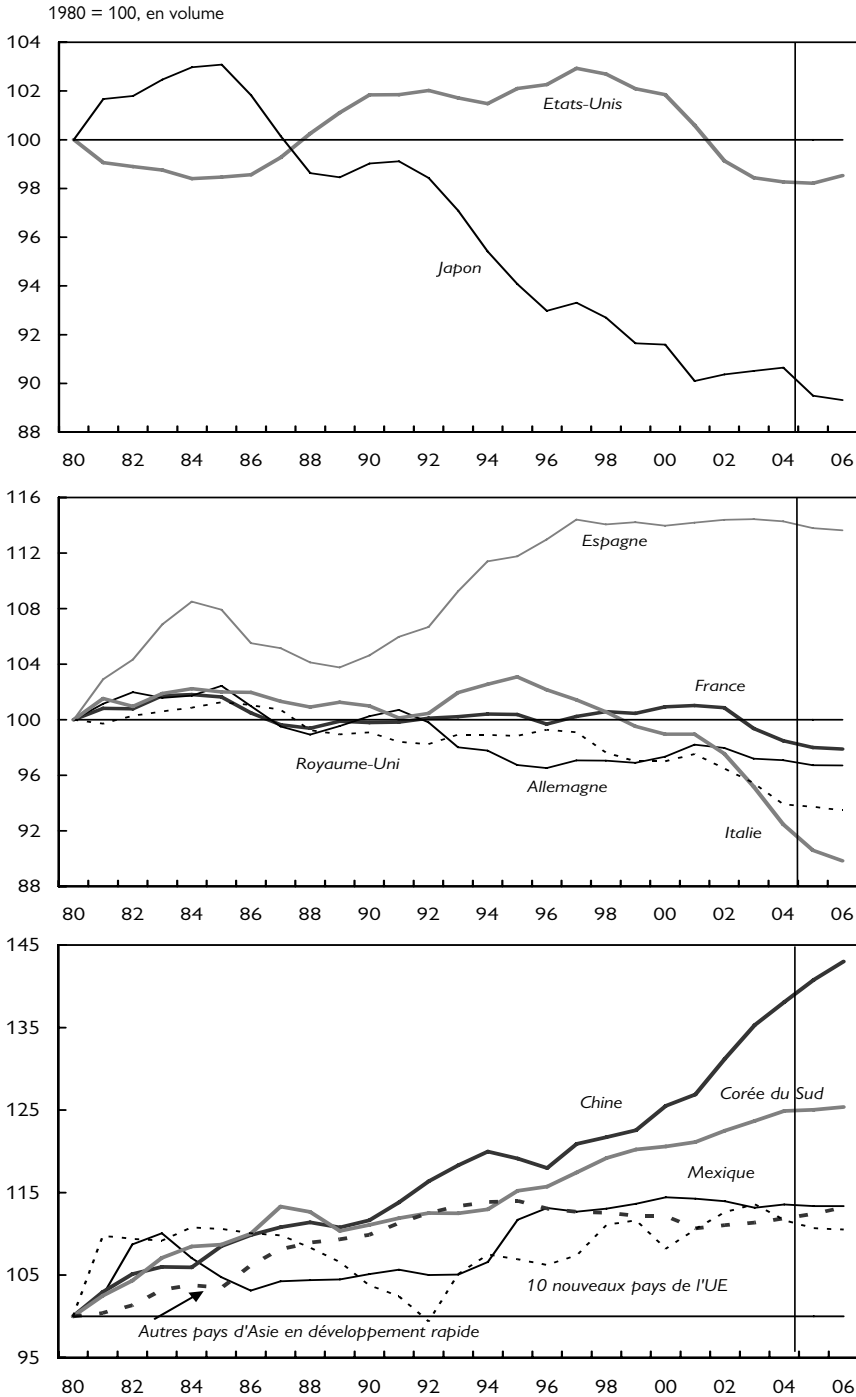 1980 = 100, en volume
104
102
100
98
96
94
92
90
88
Etats-Unis
Japon
80 82 84 86 88 90 92 94 96 98 00 02 04 06
116
112
108
104
100
96
92
88
Espagne
France
Royaume-Uni
Allemagne
Italie
80 82 84 86 88 90 92 94 96 98 00 02 04 06
145
135
125
115
105
95
Chine
Corée du Sud
Mexique
10 nouveaux pays de l'UE
Autres pays d'Asie en développement rapide
80 82 84 86 88 90 92 94 96 98 00 02 04 06